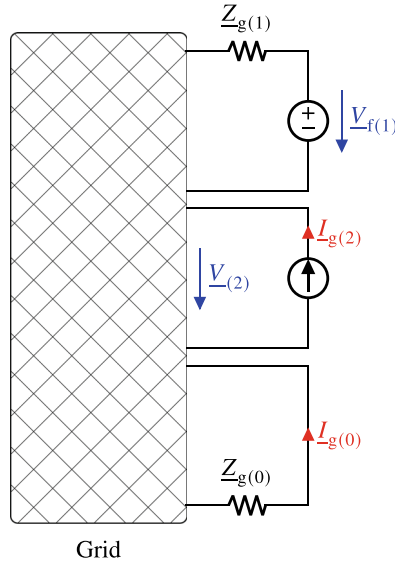 Z_g(1)
+
−
V_f(1)
I_g(2)
V_(2)
I_g(0)
Z_g(0)
Grid